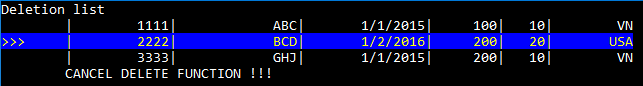 Deletion list
| 1111| ABC| 1/1/2015| 100| 10| VN
>>> | 2222| BCD| 1/2/2016| 200| 20| USA
| 3333| GHJ| 1/1/2015| 200| 10| VN
CANCEL DELETE FUNCTION !!!